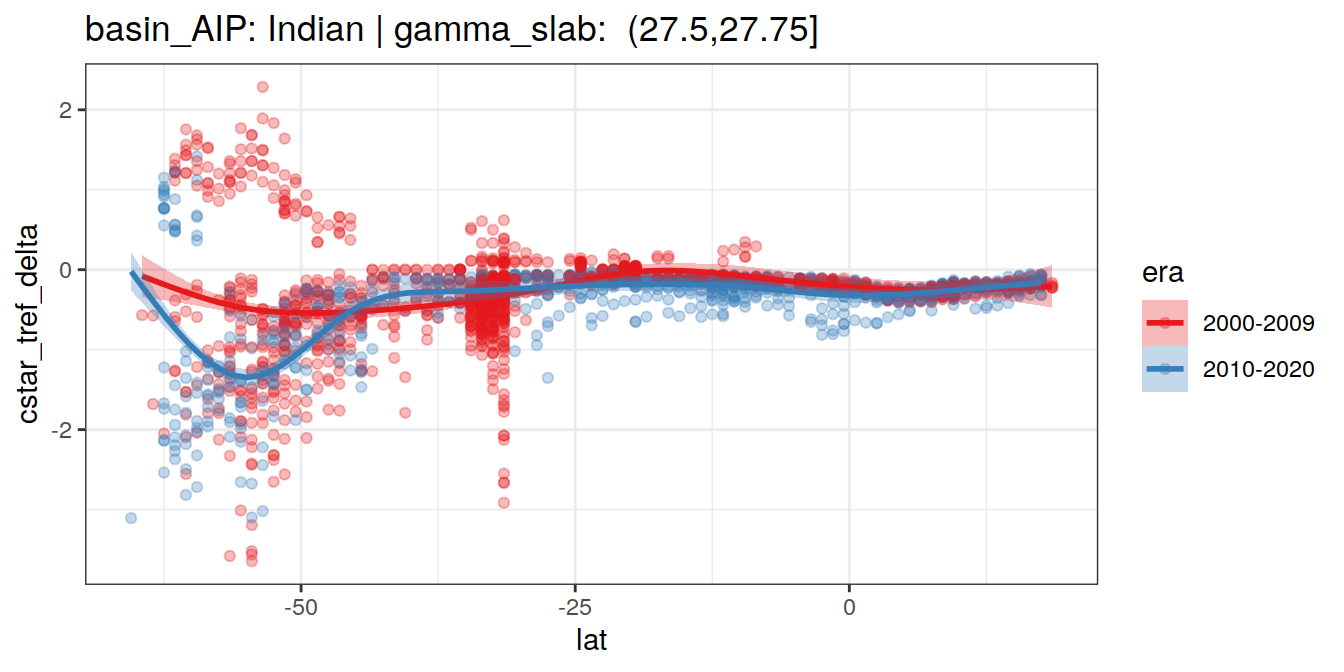 basin_AIP: Indian | gamma_slab:  (27.5,27.75]
2
0
-2
cstar_tref_delta
-50
-25
0
lat
era
2000-2009
2010-2020